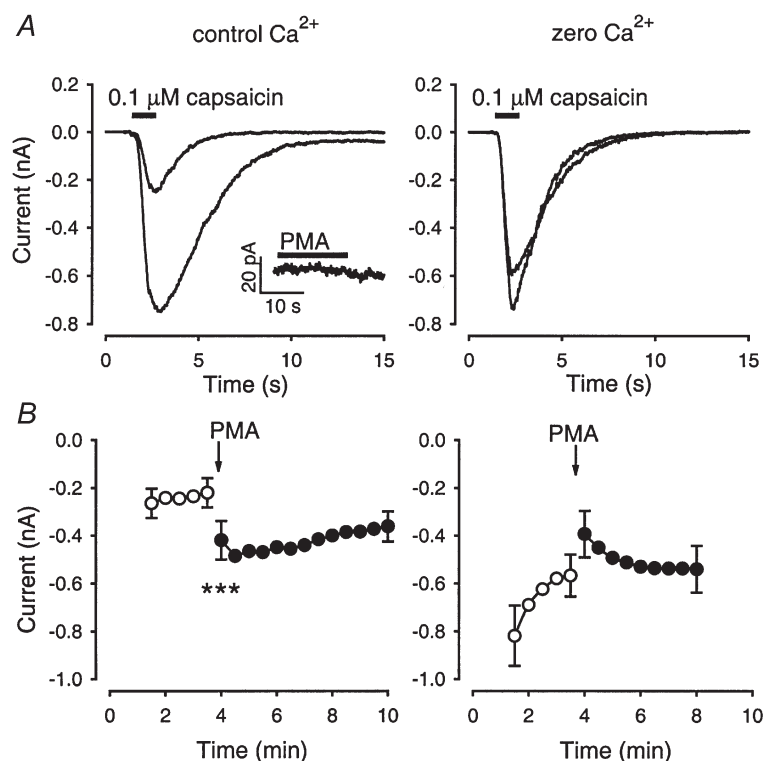 A
control Ca²⁺
zero Ca²⁺
0.2
0.0
-0.2
-0.4
-0.6
-0.8
Current (nA)
0.1 μM capsaicin
PMA
20 pA
10 s
0 5 10 15
Time (s)
0.2
0.0
-0.2
-0.4
-0.6
-0.8
0.1 μM capsaicin
0 5 10 15
Time (s)
B
0.0
-0.2
-0.4
-0.6
-0.8
-1.0
Current (nA)
PMA
***
0 2 4 6 8 10
Time (min)
0.0
-0.2
-0.4
-0.6
-0.8
-1.0
PMA
0 2 4 6 8 10
Time (min)